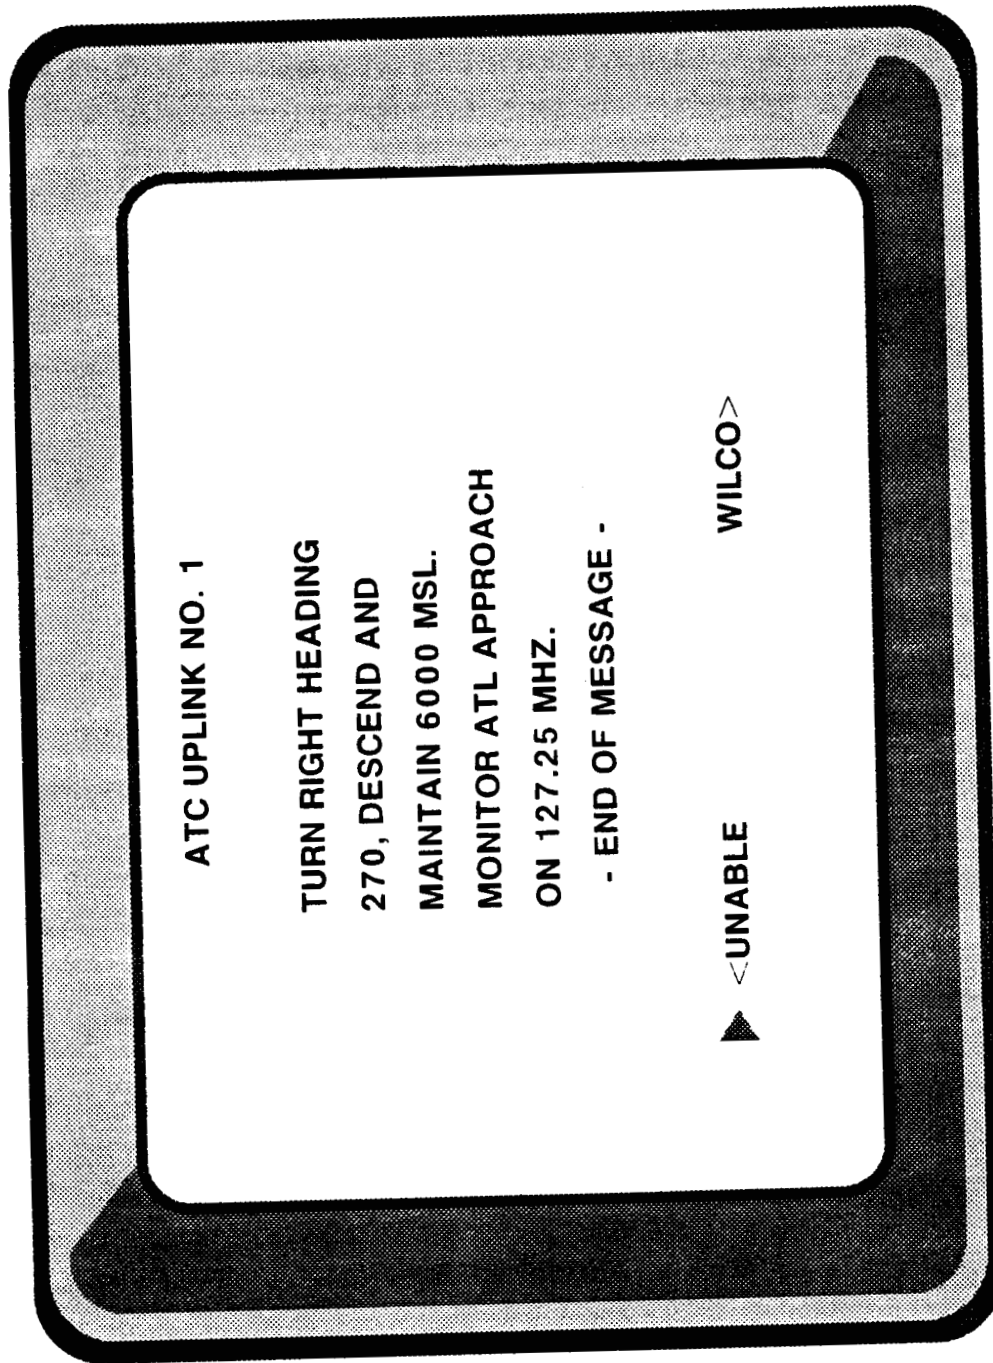 ATC UPLINK NO. 1
TURN RIGHT HEADING
270, DESCEND AND
MAINTAIN 6000 MSL.
MONITOR ATL APPROACH
ON 127.25 MHZ.
- END OF MESSAGE -
<UNABLE WILCO>